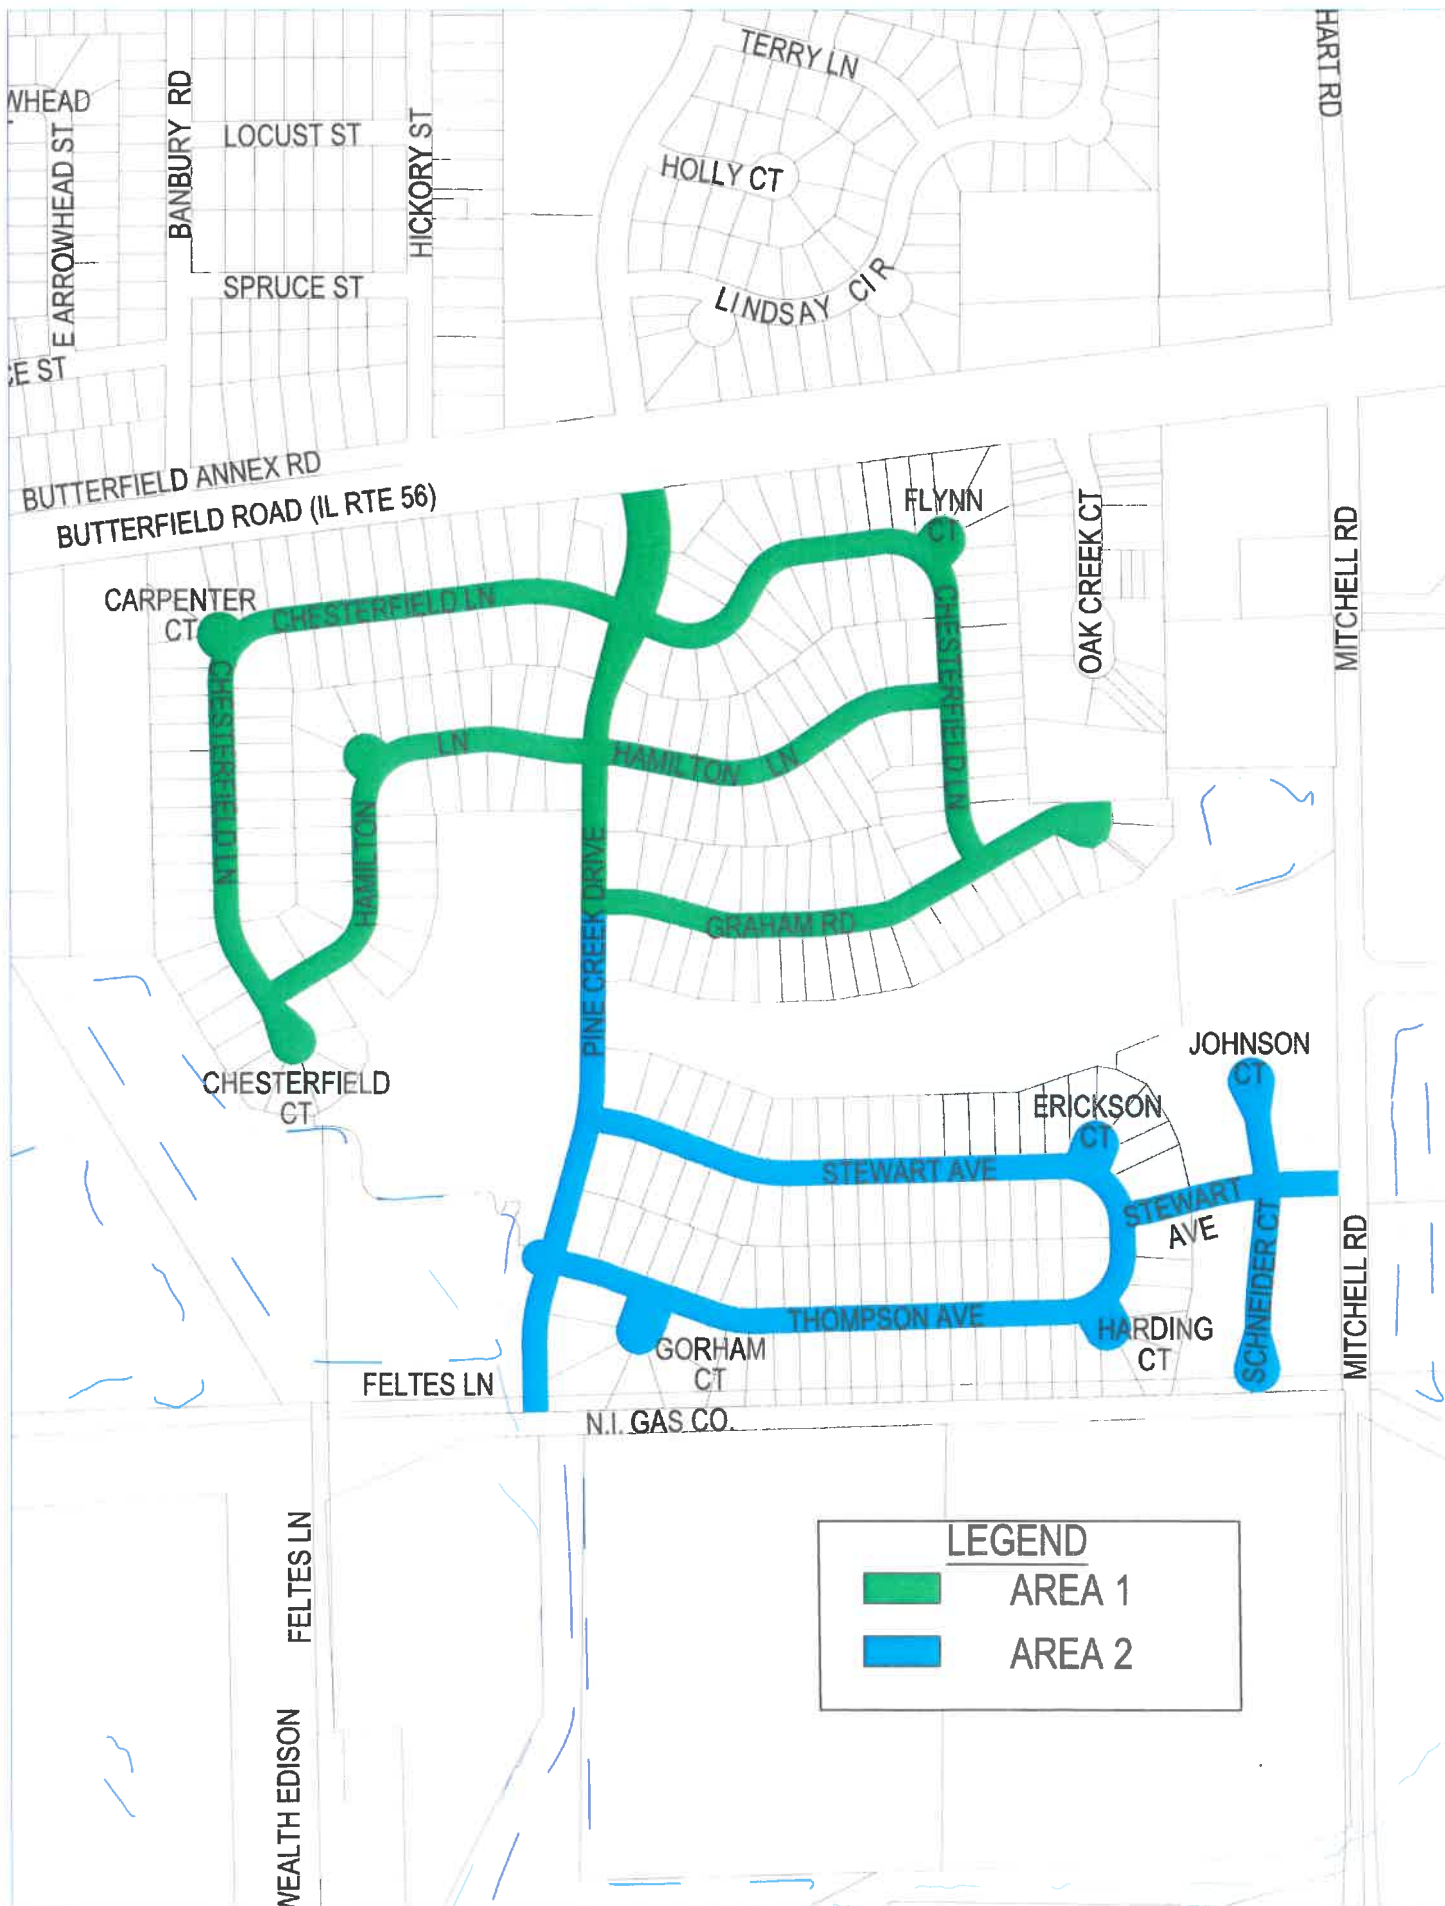 TERRY LN
HART RD
WHEAD
BANBURY RD
LOCUST ST
HICKORY ST
E ARROWHEAD ST
HOLLY CT
SPRUCE ST
LINDSAY CIR
CE ST
BUTTERFIELD ANNEX RD
BUTTERFIELD ROAD (IL RTE 56)
FLYNN
CT
OAK CREEK CT
MITCHELL RD
CARPENTER
CT
CHESTERFIELD LN
CHESTERFIELD LN
CHESTERFIELD LN
HAMILTON
LN
HAMILTON LN
PINE CREEK DRIVE
GRAHAM RD
CHESTERFIELD
CT
JOHNSON
CT
ERICKSON
CT
STEWART AVE
STEWART
AVE
SCHNEIDER CT
MITCHELL RD
THOMPSON AVE
HARDING
CT
GORHAM
CT
FELTES LN
N.I. GAS CO.
FELTES LN
WEALTH EDISON
LEGEND
AREA 1
AREA 2